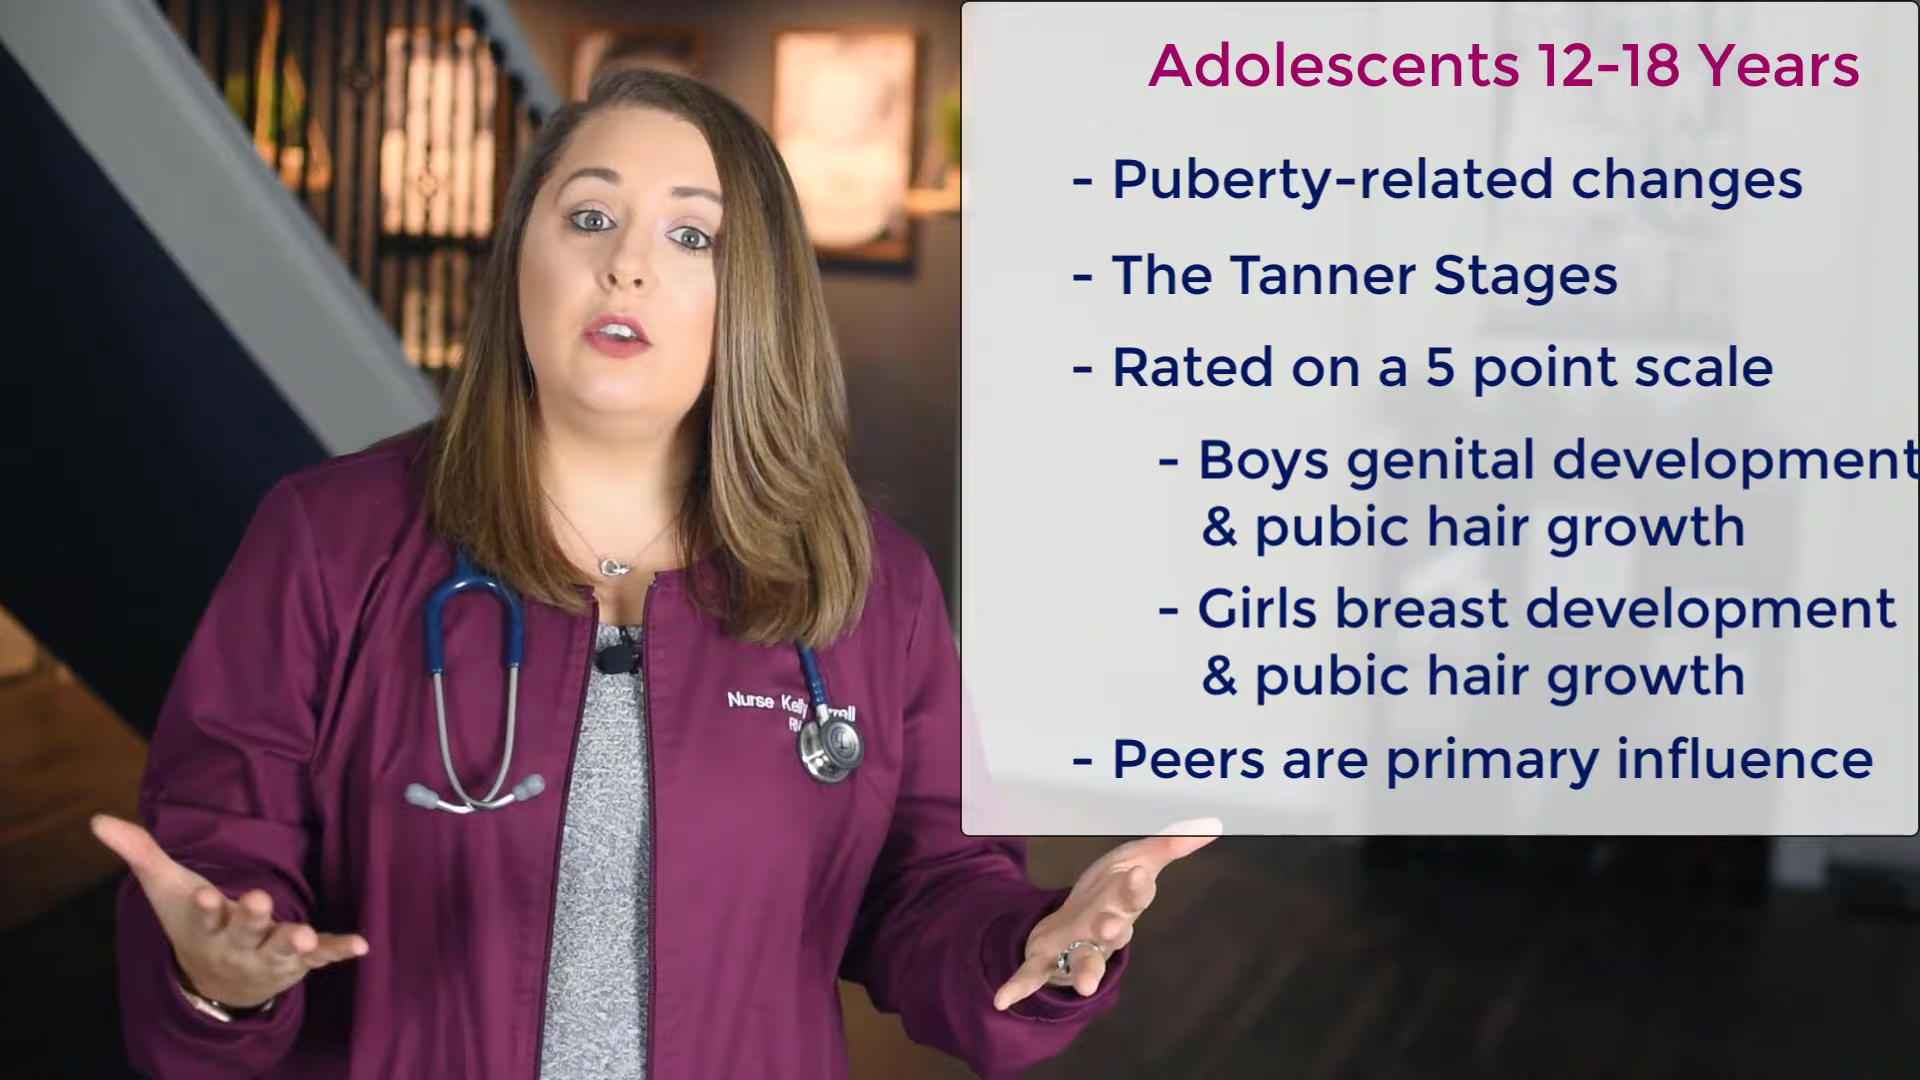 Adolescents 12-18 Years
- Puberty-related changes
- The Tanner Stages
- Rated on a 5 point scale
- Boys genital development
& pubic hair growth
- Girls breast development
& pubic hair growth
- Peers are primary influence
Nurse Kelly